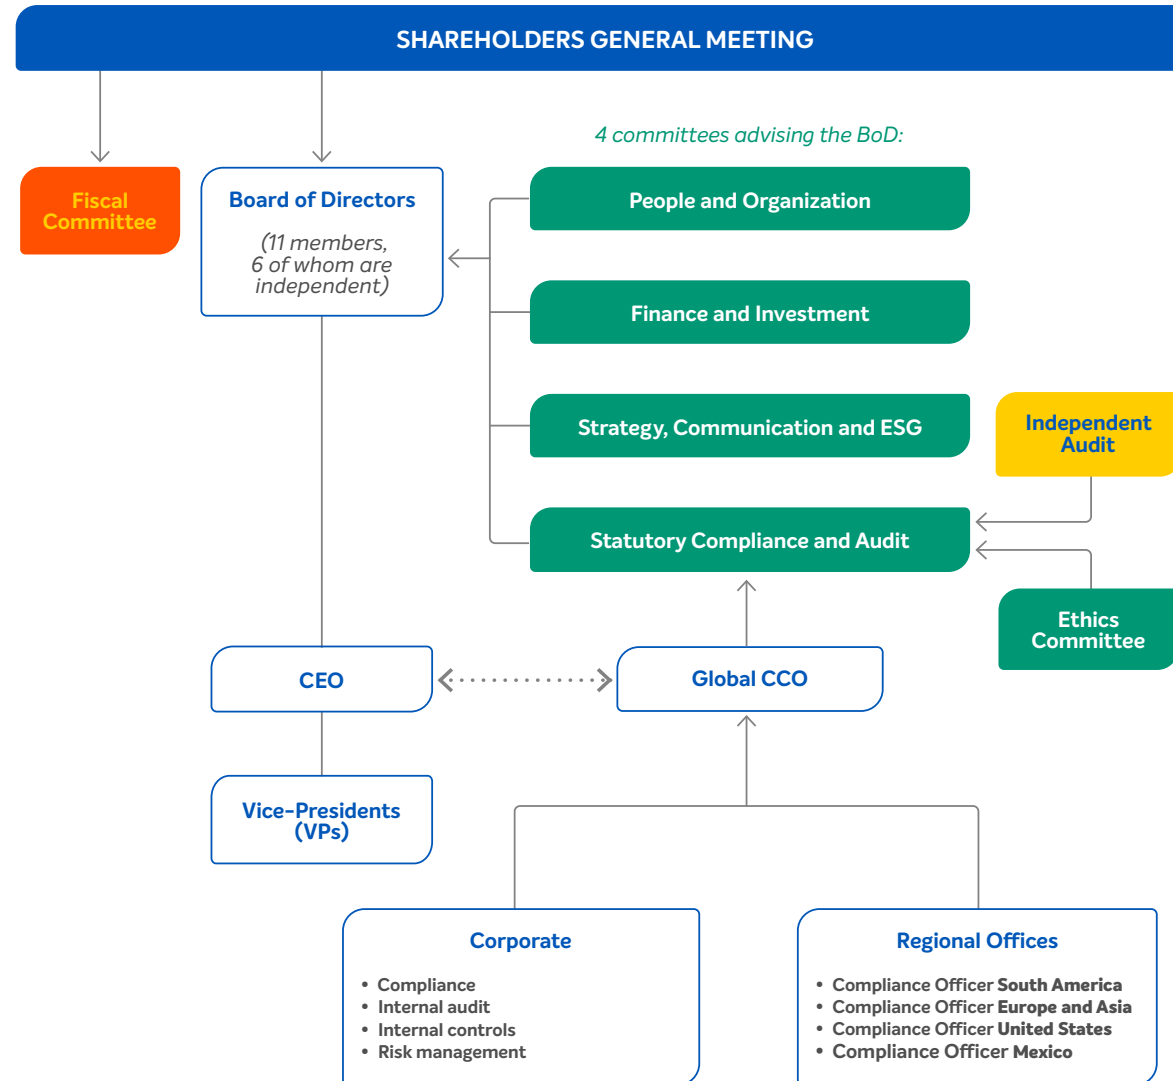 SHAREHOLDERS GENERAL MEETING
4 committees advising the BoD:
Fiscal
Committee
Board of Directors
(11 members,
6 of whom are
independent)
People and Organization
Finance and Investment
Strategy, Communication and ESG
Independent
Audit
Statutory Compliance and Audit
Ethics
Committee
CEO
Global CCO
Vice-Presidents
(VPs)
Corporate
• Compliance
• Internal audit
• Internal controls
• Risk management
Regional Offices
• Compliance Officer South America
• Compliance Officer Europe and Asia
• Compliance Officer United States
• Compliance Officer Mexico